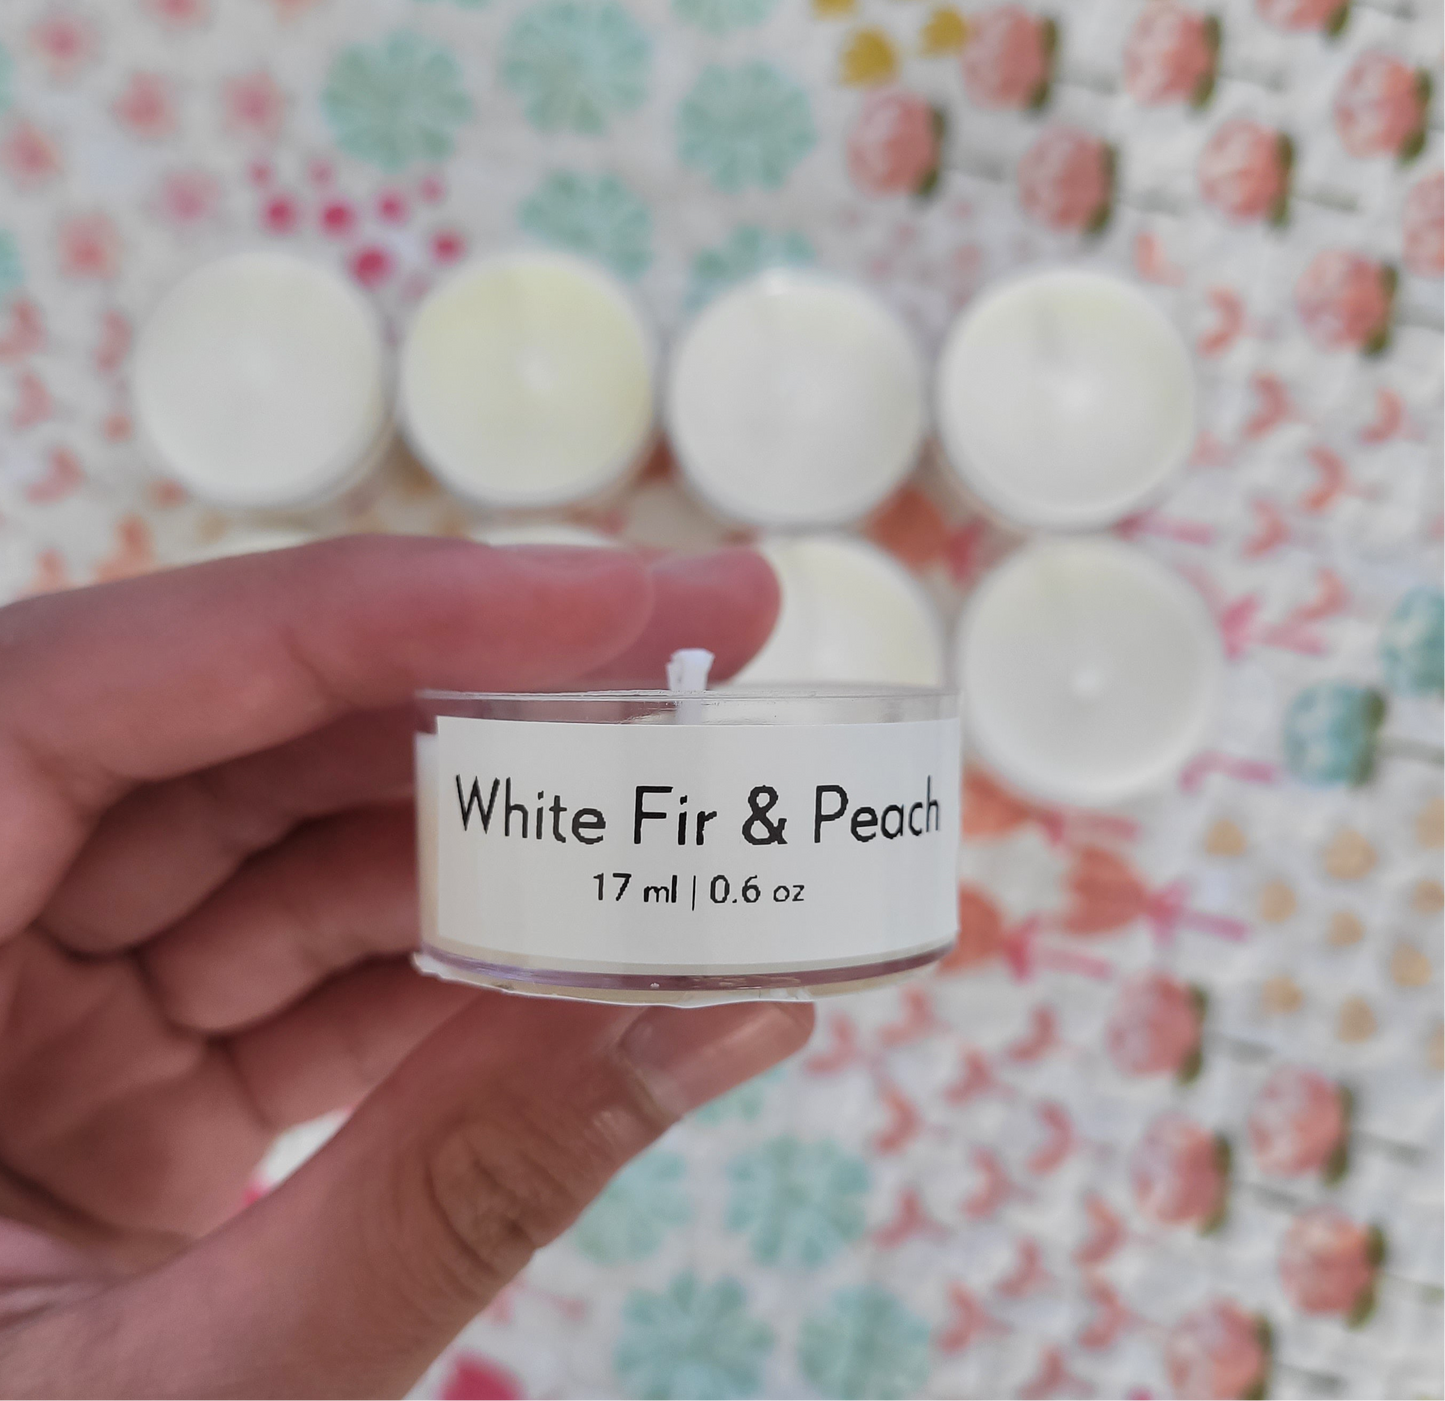 White Fir & Peach
17 ml | 0.6 oz